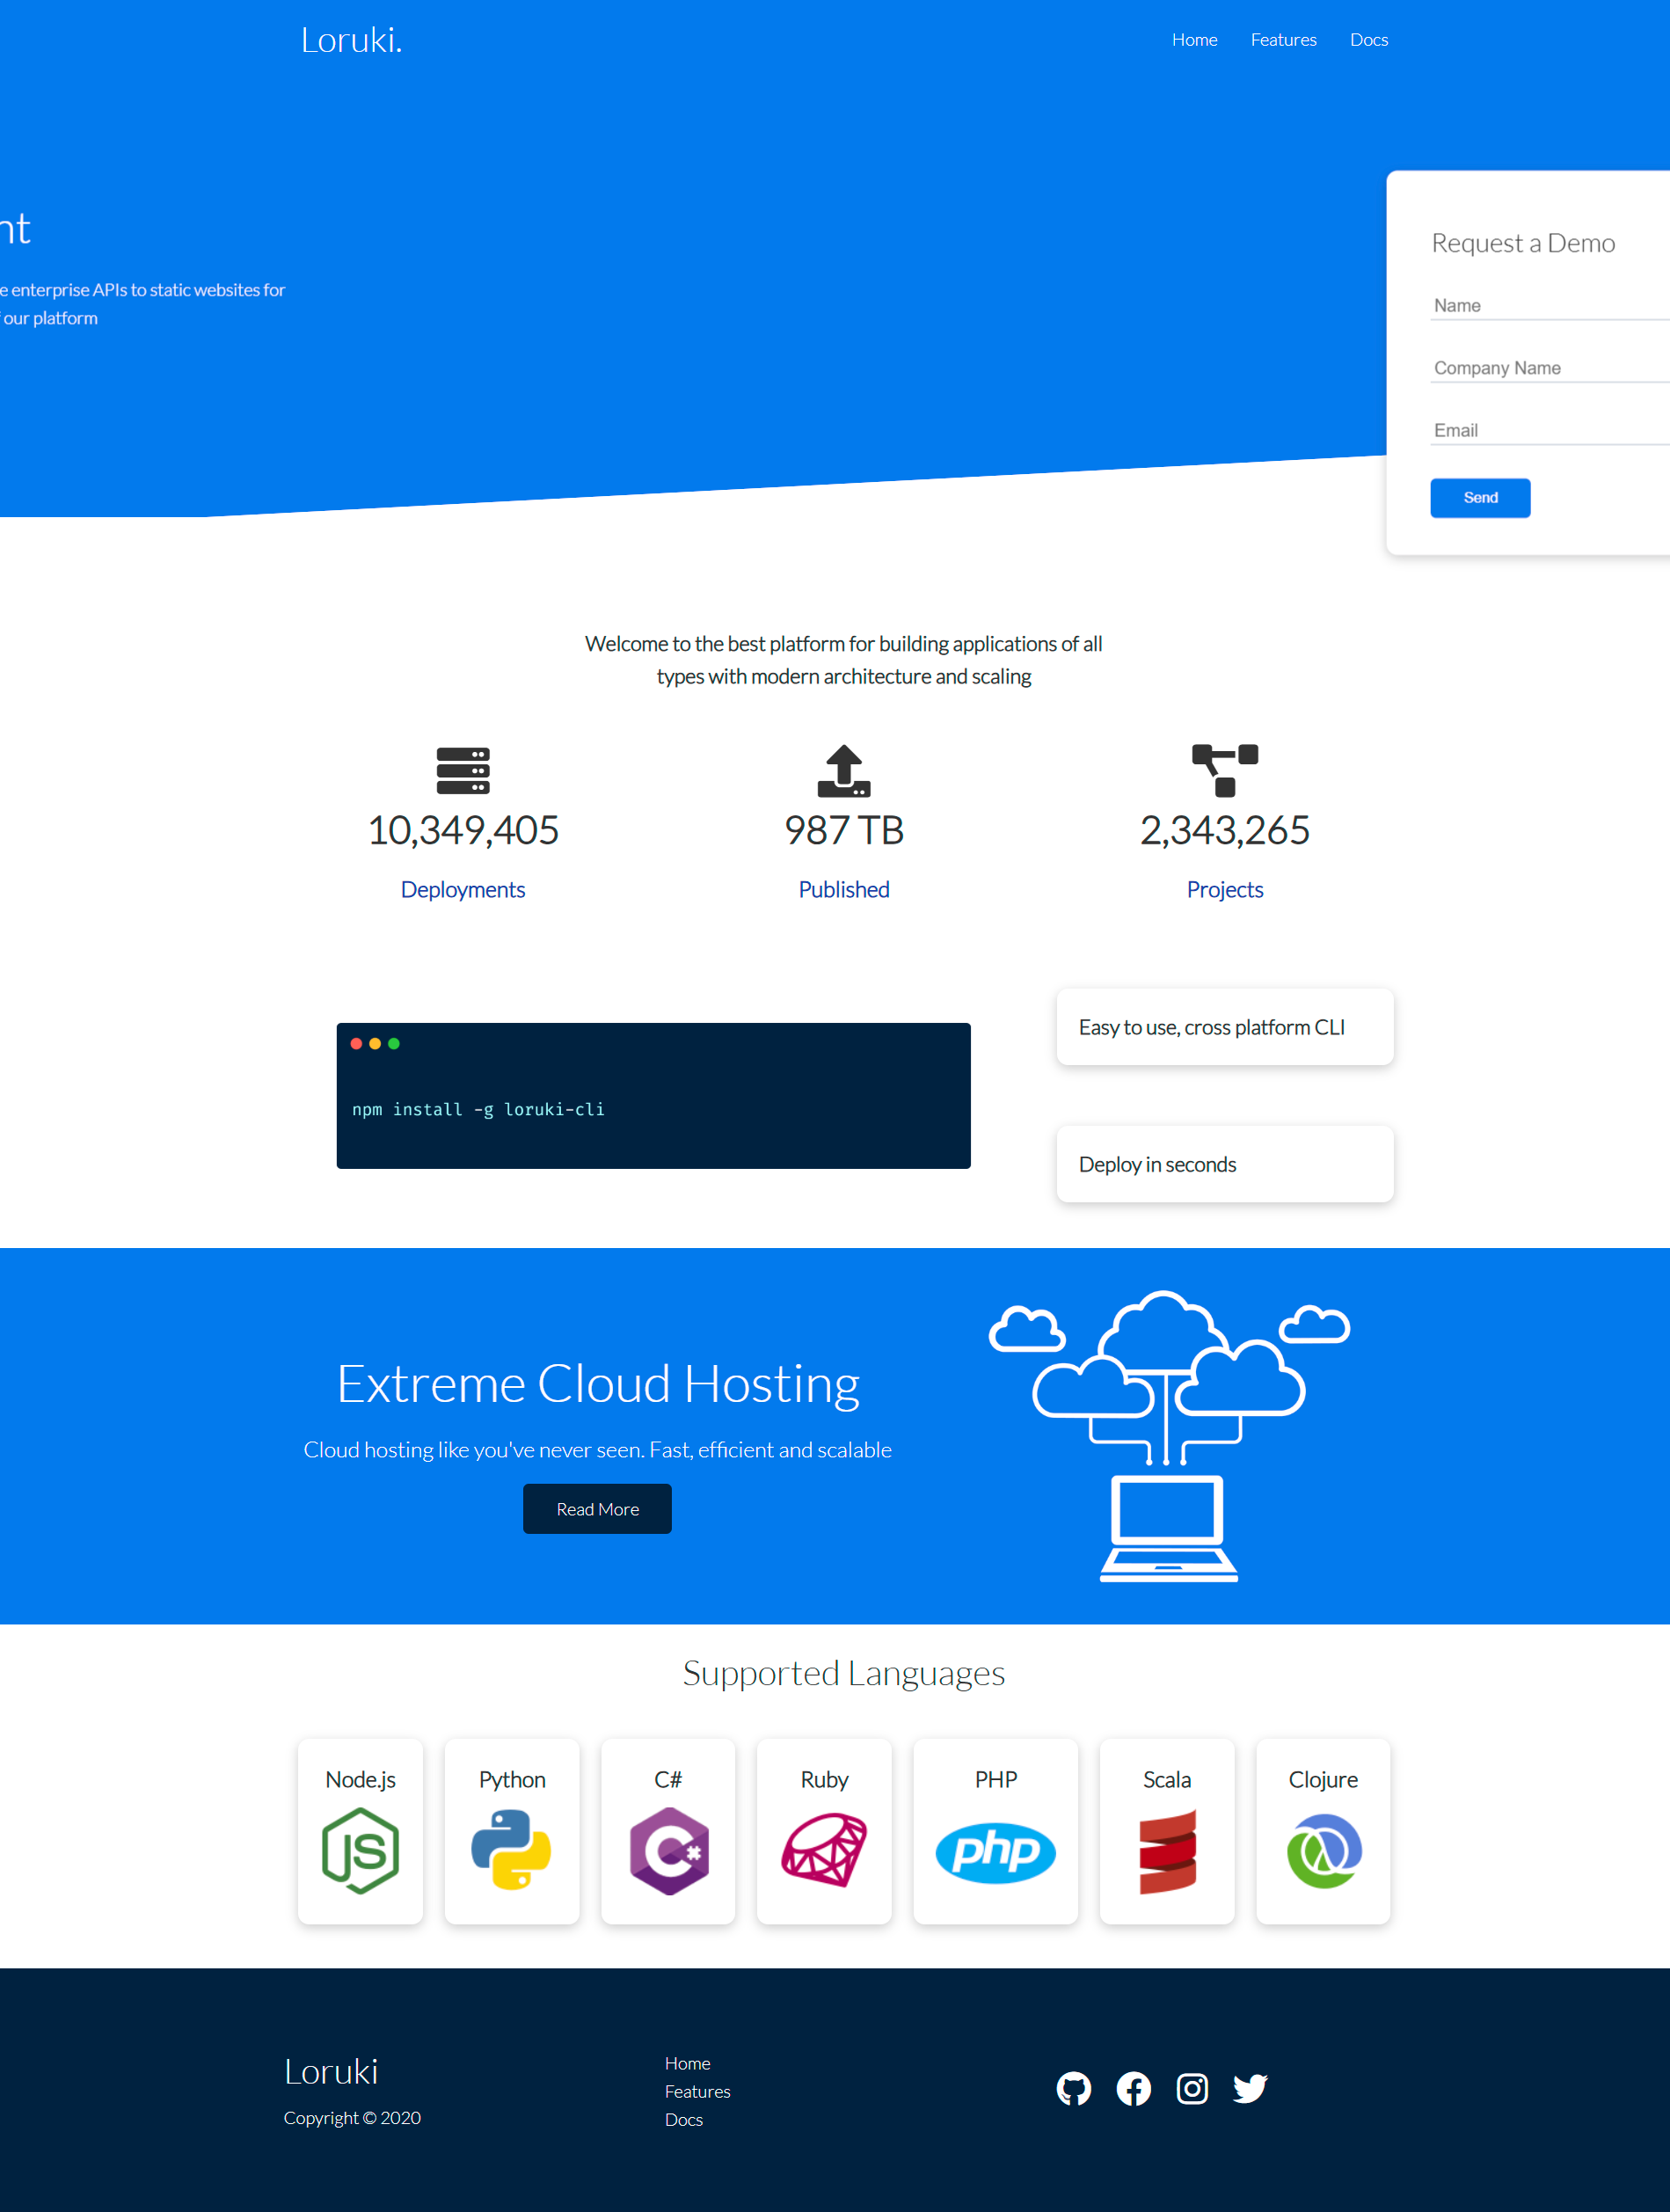 Loruki.
Home Features Docs
nt
e enterprise APIs to static websites for
our platform
Request a Demo
Name
Company Name
Email
Send
Welcome to the best platform for building applications of all
types with modern architecture and scaling
10,349,405
Deployments
987 TB
Published
2,343,265
Projects
npm install -g loruki-cli
Easy to use, cross platform CLI
Deploy in seconds
Extreme Cloud Hosting
Cloud hosting like you've never seen. Fast, efficient and scalable
Read More
Supported Languages
Node.js
JS
Python
C#
C#
Ruby
PHP
php
Scala
Clojure
Loruki
Copyright © 2020
Home
Features
Docs